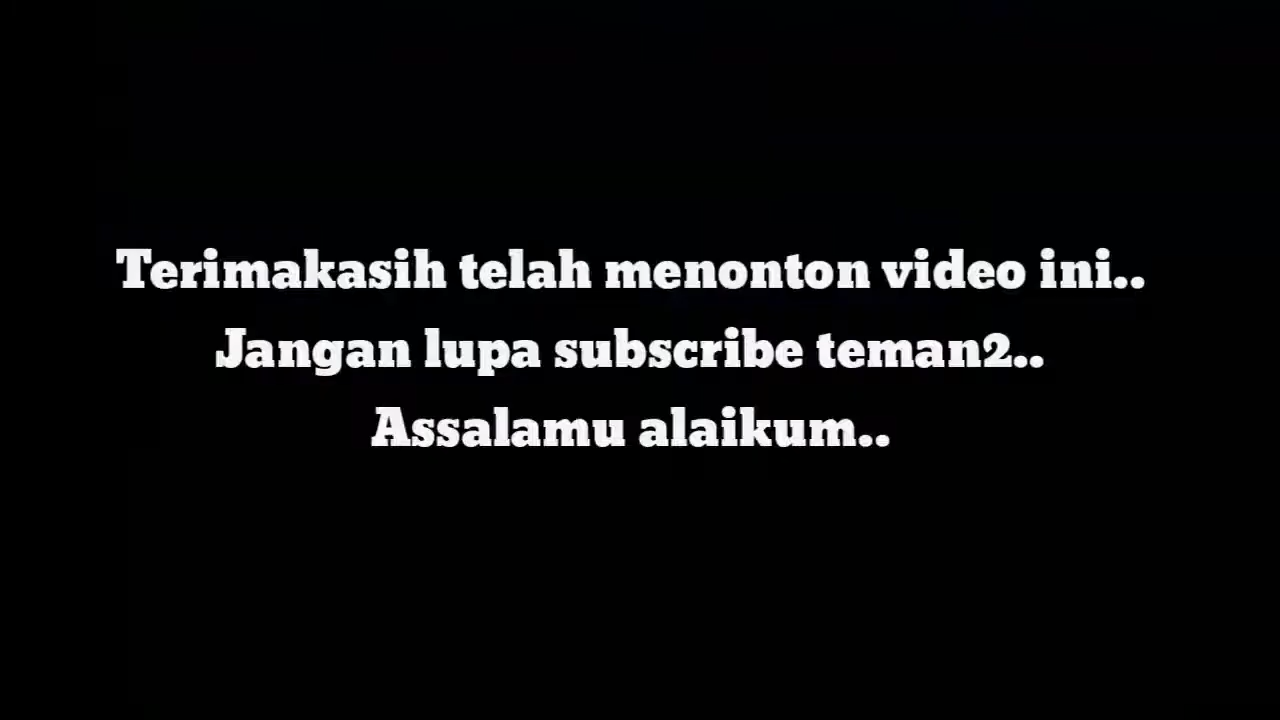 Terimakasih telah menonton video ini..
Jangan lupa subscribe teman2..
Assalamu alaikum..